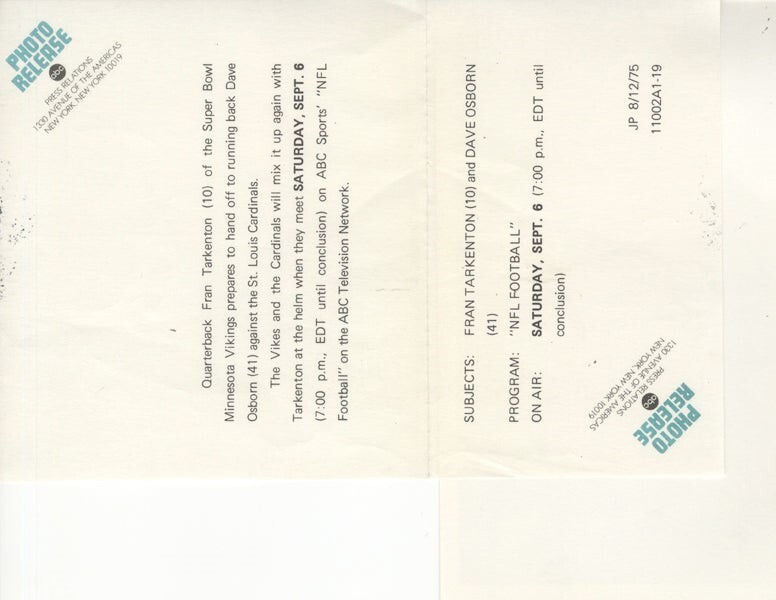 PHOTO
RELEASE
abc
PRESS RELATIONS
1330 AVENUE OF THE AMERICAS
NEW YORK, NEW YORK 10019
Quarterback Fran Tarkenton (10) of the Super Bowl
Minnesota Vikings prepares to hand off to running back Dave
Osborn (41) against the St. Louis Cardinals.
The Vikes and the Cardinals will mix it up again with
Tarkenton at the helm when they meet SATURDAY, SEPT. 6
(7:00 p.m., EDT until conclusion) on ABC Sports' "NFL
Football" on the ABC Television Network.
SUBJECTS: FRAN TARKENTON (10) and DAVE OSBORN
(41)
PROGRAM: "NFL FOOTBALL"
ON AIR: SATURDAY, SEPT. 6 (7:00 p.m., EDT until
conclusion)
JP 8/12/75
11002A1-19
PHOTO
RELEASE
abc
PRESS RELATIONS
1330 AVENUE OF THE AMERICAS
NEW YORK, NEW YORK 10019